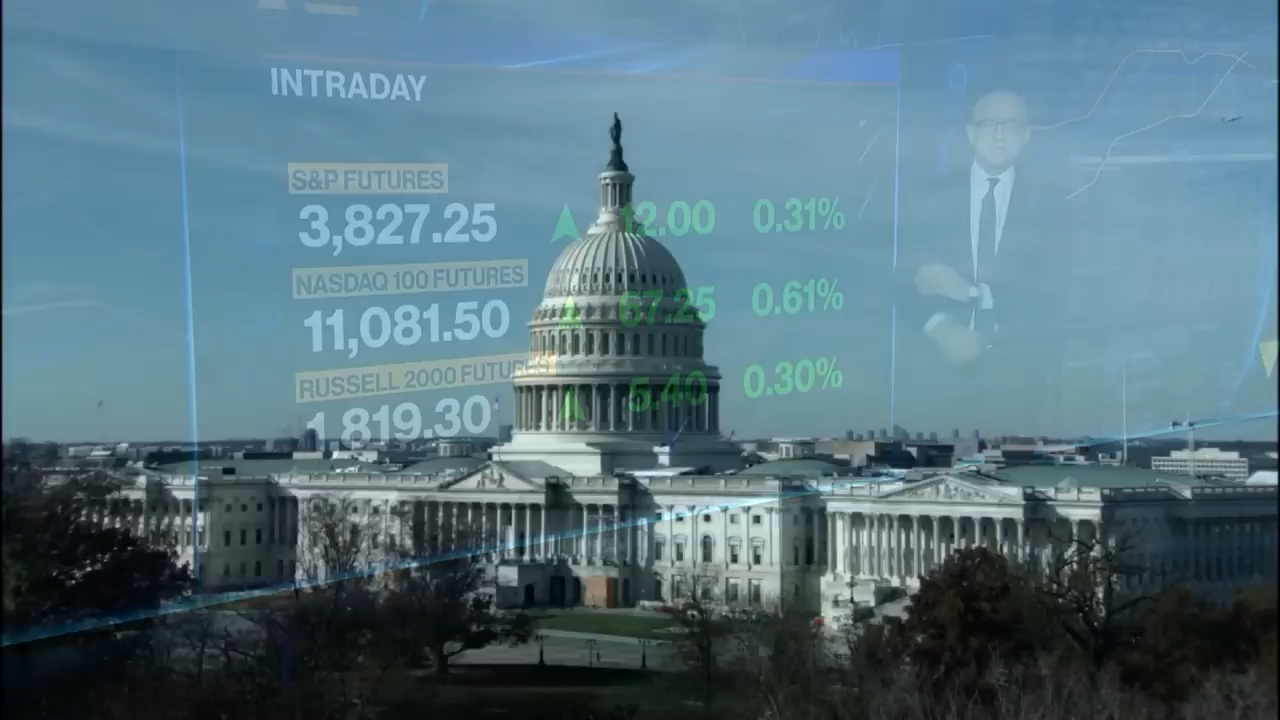 INTRADAY
S&P FUTURES
3,827.25 12.00 0.31%
NASDAQ 100 FUTURES
11,081.50 67.25 0.61%
RUSSELL 2000 FUTURES
1,819.30 5.40 0.30%